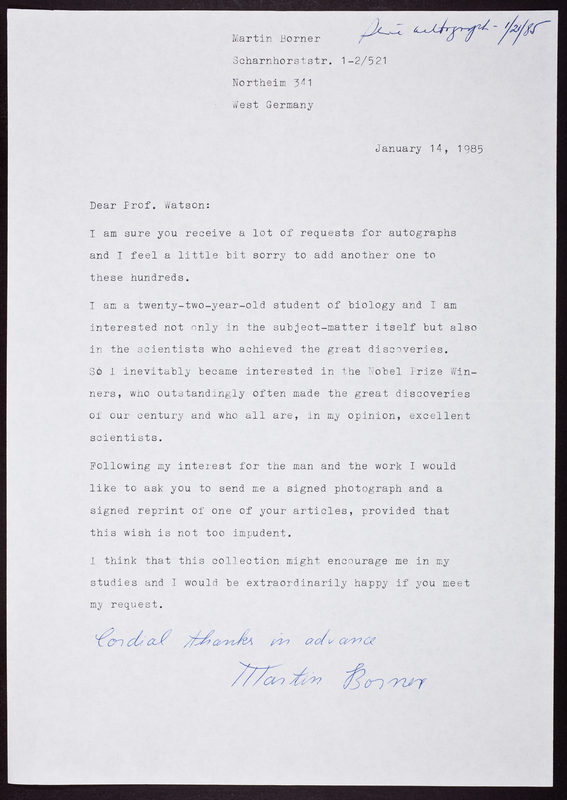 Sent autograph - 1/21/85
Martin Borner
Scharnhorststr. 1-2/521
Northeim 341
West Germany
January 14, 1985
Dear Prof. Watson:
I am sure you receive a lot of requests for autographs
and I feel a little bit sorry to add another one to
these hundreds.
I am a twenty-two-year-old student of biology and I am
interested not only in the subject-matter itself but also
in the scientists who achieved the great discoveries.
So I inevitably became interested in the Nobel Prize Win-
ners, who outstandingly often made the great discoveries
of our century and who all are, in my opinion, excellent
scientists.
Following my interest for the man and the work I would
like to ask you to send me a signed photograph and a
signed reprint of one of your articles, provided that
this wish is not too impudent.
I think that this collection might encourage me in my
studies and I would be extraordinarily happy if you meet
my request.
Cordial thanks in advance
Martin Borner